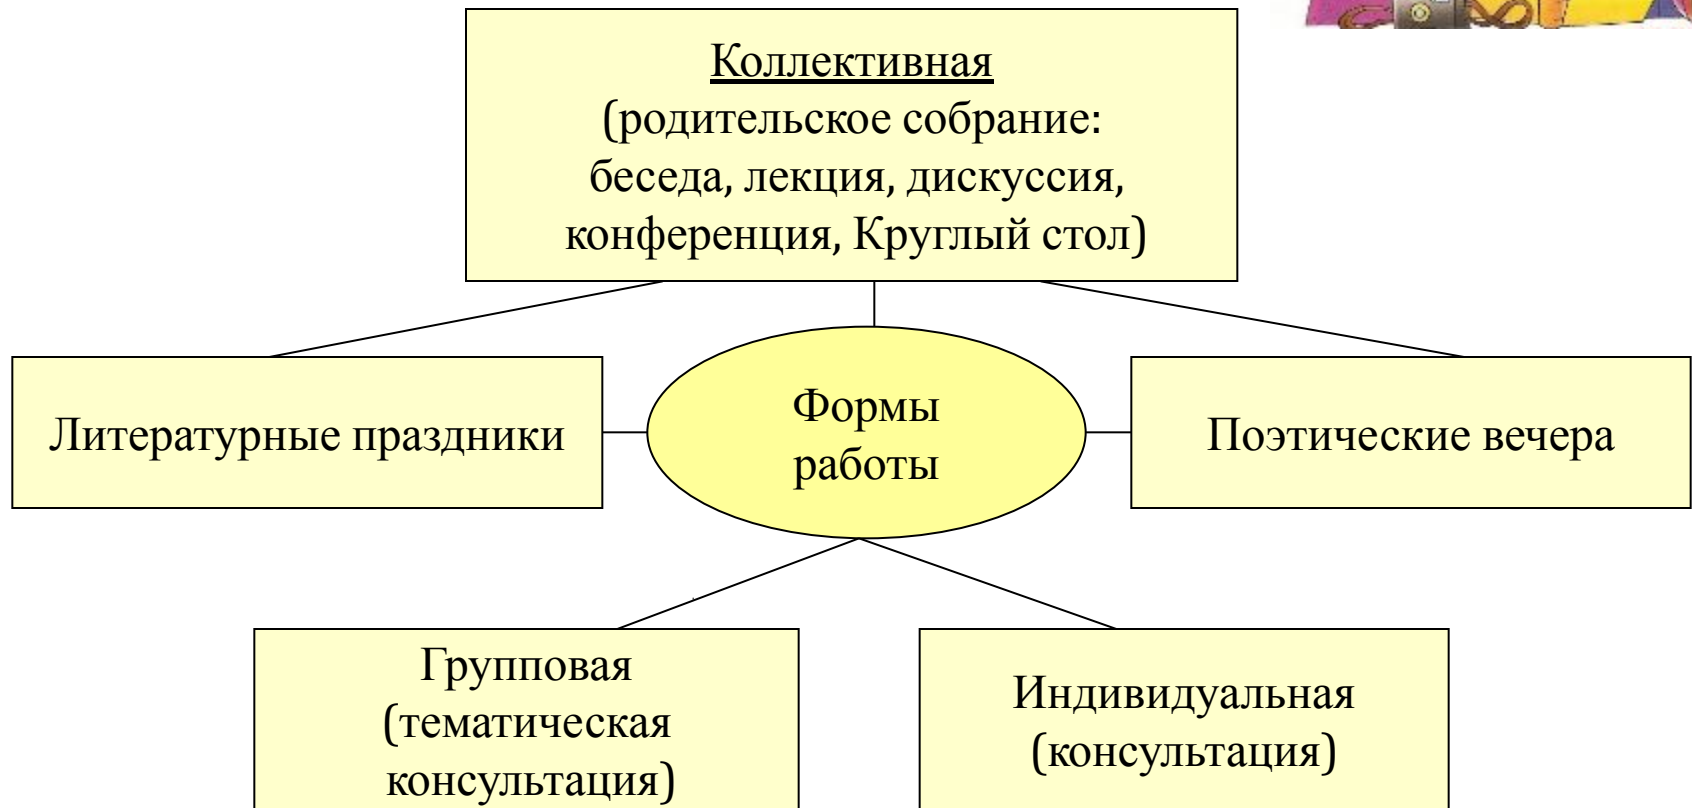 Коллективная
(родительское собрание:
беседа, лекция, дискуссия,
конференция, Круглый стол)
Литературные праздники
Формы
работы
Поэтические вечера
Групповая
(тематическая
консультация)
Индивидуальная
(консультация)